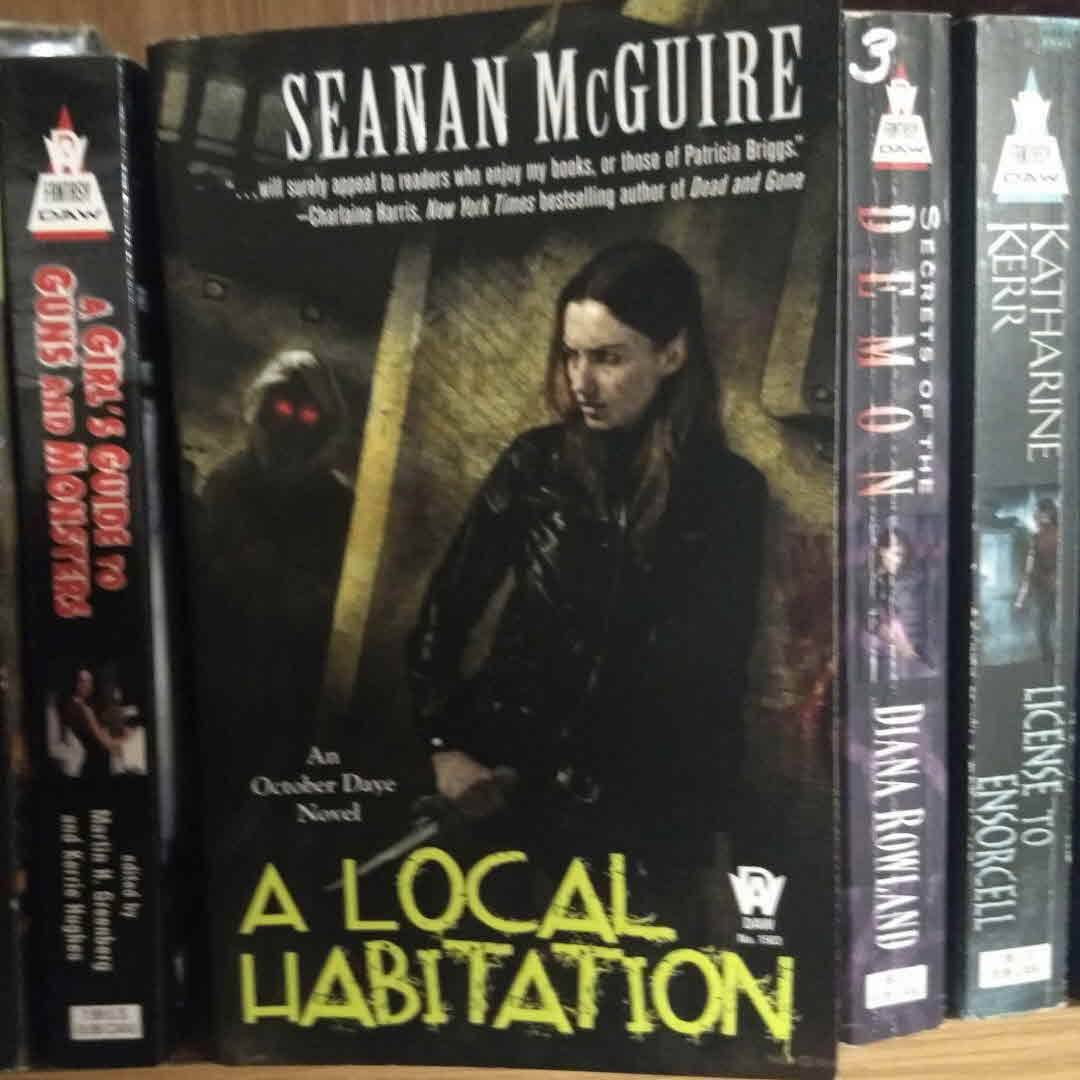 FANTASY
DAW
A GIRL'S GUIDE TO
GUNS AND MONSTERS
edited by
Martin H. Greenberg
and Kerrie Hughes
SEANAN McGUIRE
"...will surely appeal to readers who enjoy my books, or those of Patricia Briggs."
—Charlaine Harris, New York Times bestselling author of Dead and Gone
An
October Daye
Novel
A LOCAL
HABITATION
DAW
3
FANTASY
DAW
SECRETS OF THE
DEMON
DIANA ROWLAND
DAW
KATHARINE
KERR
LICENSE TO
ENSORCELL